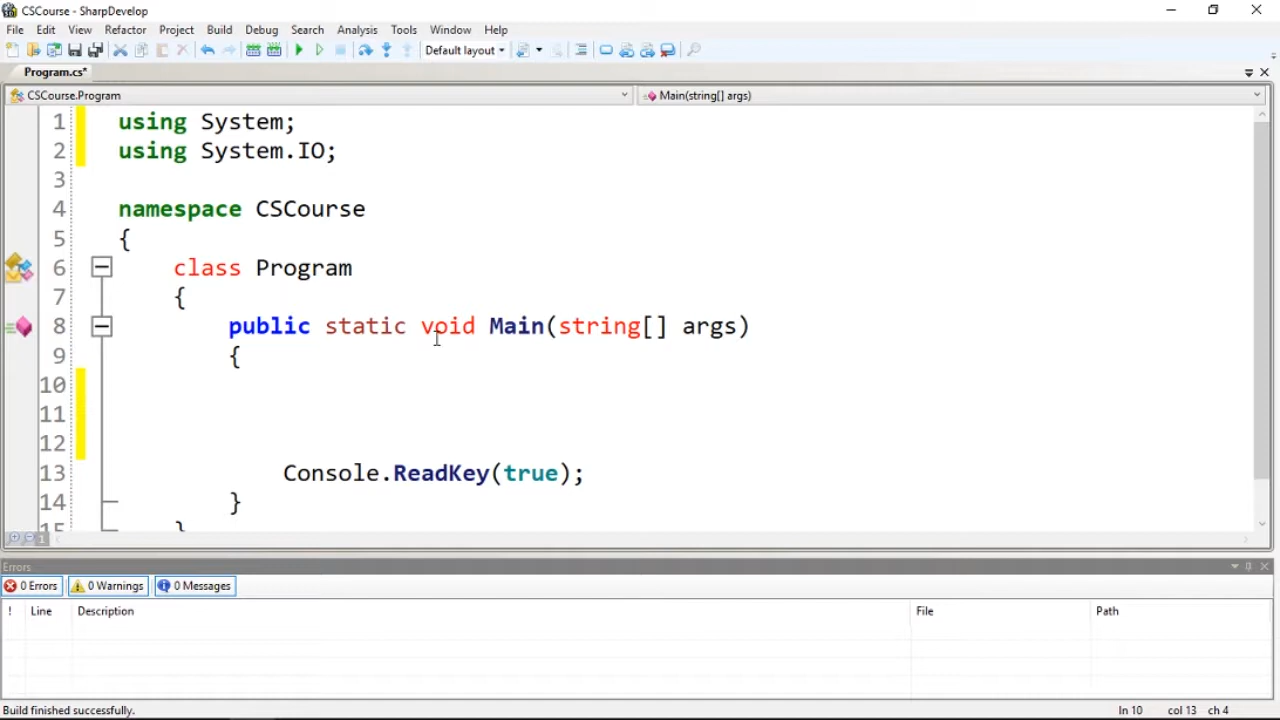 CSCourse - SharpDevelop
File Edit View Refactor Project Build Debug Search Analysis Tools Window Help
Default layout
Program.cs*
CSCourse.Program Main(string[] args)
1 using System;
2 using System.IO;
3
4 namespace CSCourse
5 {
6 class Program
7 {
8 public static void Main(string[] args)
9 {
10
11
12
13 Console.ReadKey(true);
14 }
15 }
1
Errors
0 Errors 0 Warnings 0 Messages
! Line Description File Path
Build finished successfully. ln 10 col 13 ch 4